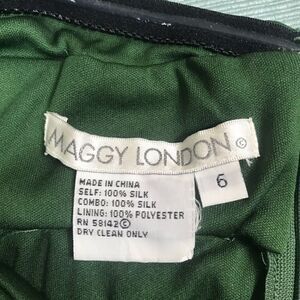 MAGGY LONDON ©
6
MADE IN CHINA
SELF: 100% SILK
COMBO: 100% SILK
LINING: 100% POLYESTER
RN 58142 ©
DRY CLEAN ONLY